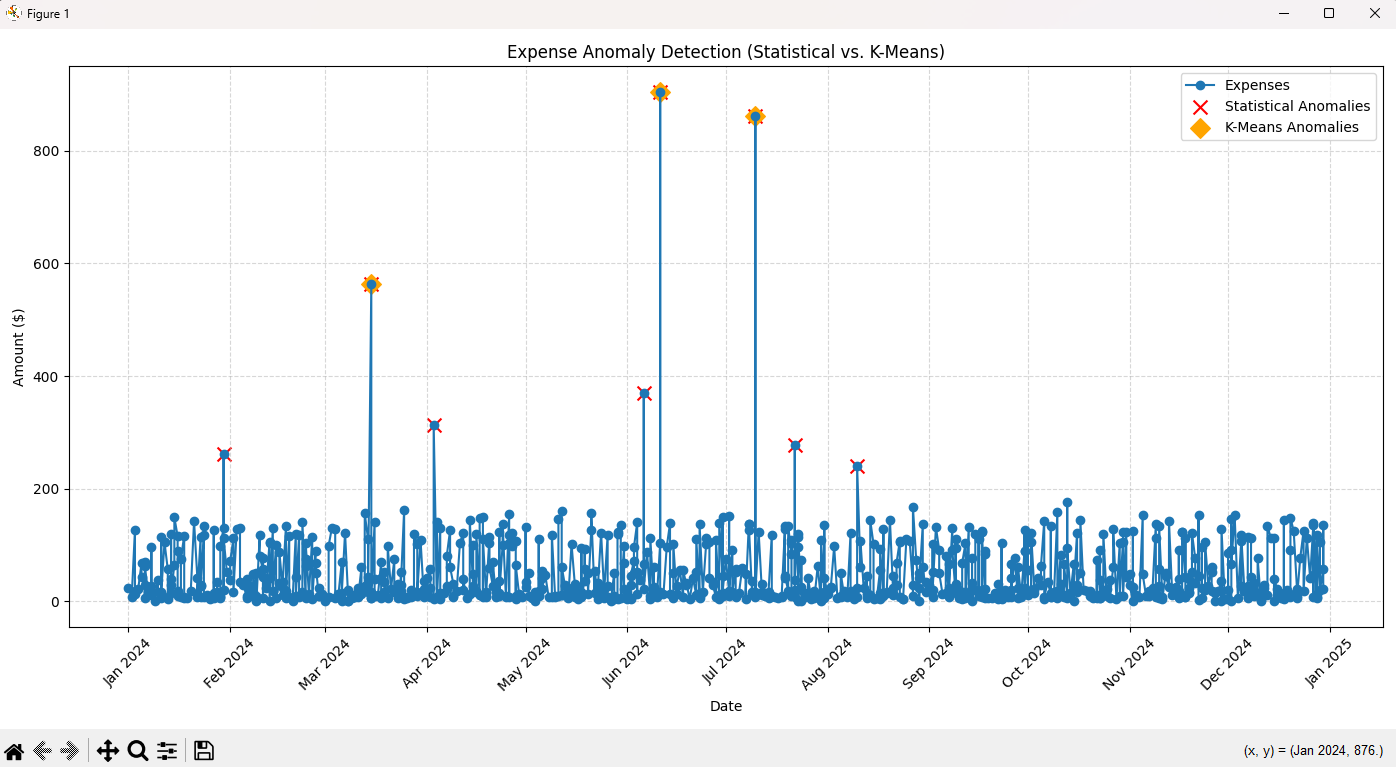 Figure 1
Expense Anomaly Detection (Statistical vs. K-Means)
Expenses
Statistical Anomalies
K-Means Anomalies
800
600
400
200
0
Amount ($)
Jan 2024
Feb 2024
Mar 2024
Apr 2024
May 2024
Jun 2024
Jul 2024
Aug 2024
Sep 2024
Oct 2024
Nov 2024
Dec 2024
Jan 2025
Date
(x, y) = (Jan 2024, 876.)